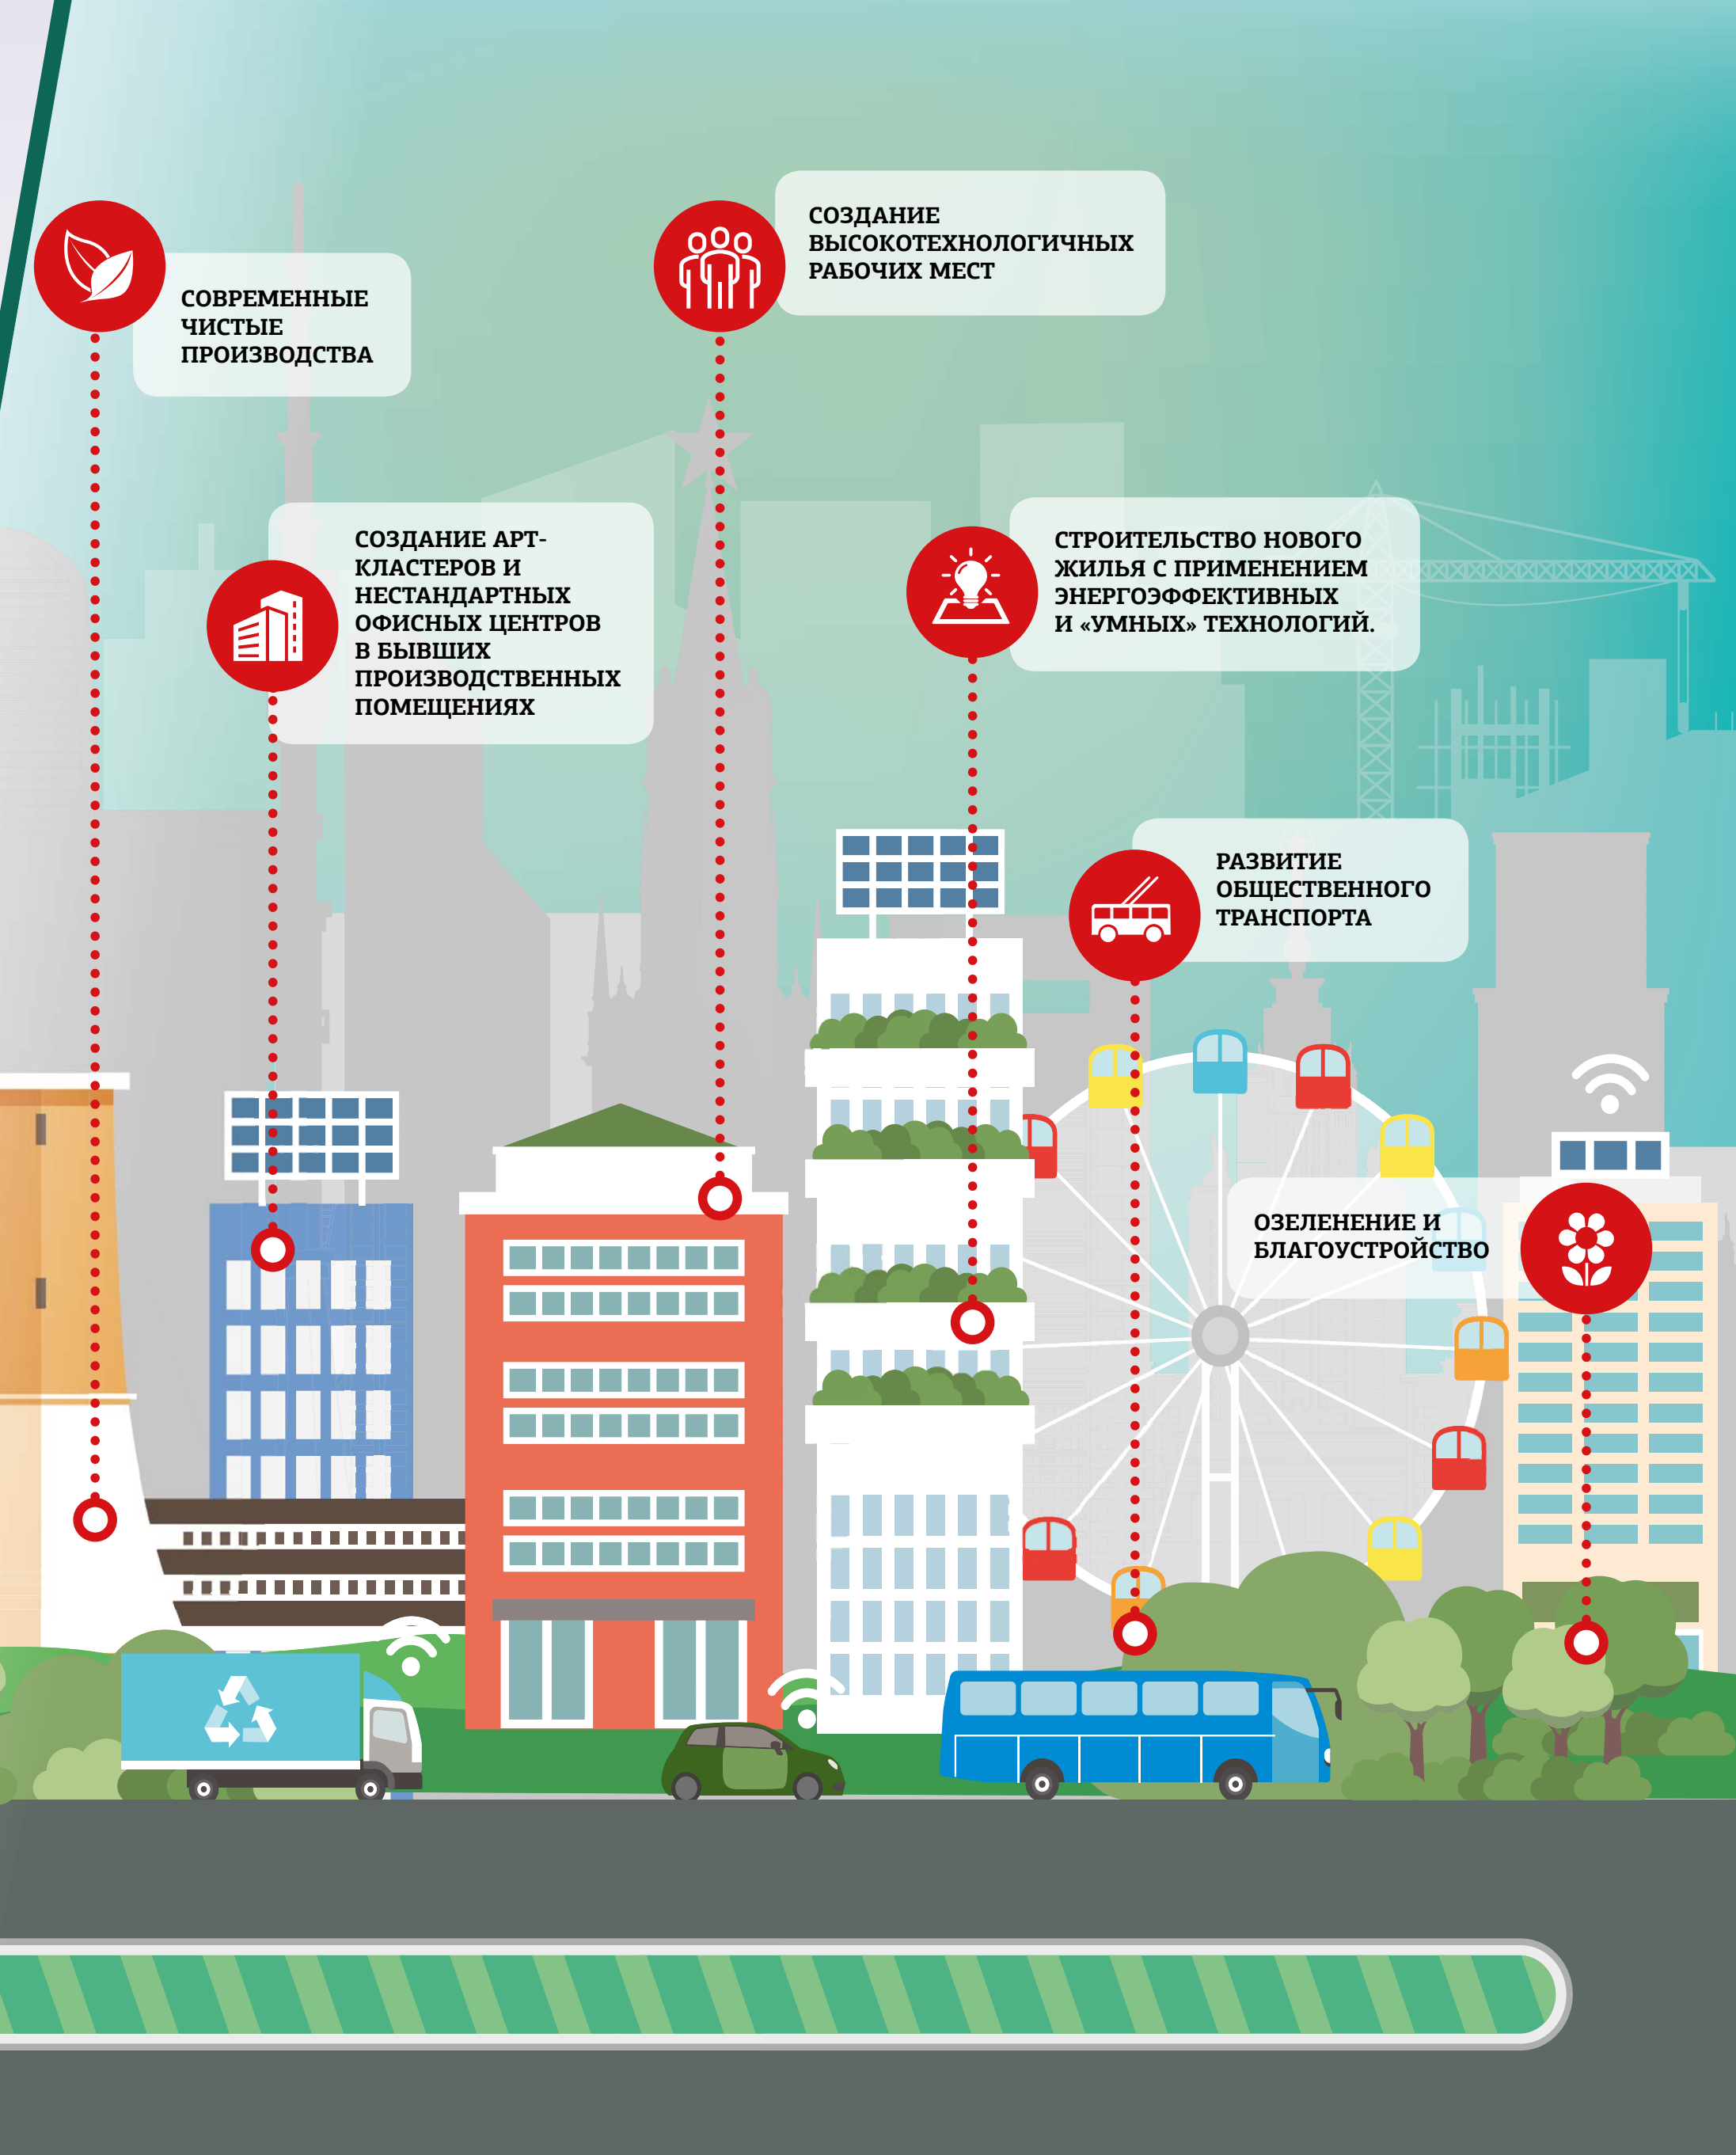 СОВРЕМЕННЫЕ
ЧИСТЫЕ
ПРОИЗВОДСТВА
СОЗДАНИЕ
ВЫСОКОТЕХНОЛОГИЧНЫХ
РАБОЧИХ МЕСТ
СОЗДАНИЕ АРТ-
КЛАСТЕРОВ И
НЕСТАНДАРТНЫХ
ОФИСНЫХ ЦЕНТРОВ
В БЫВШИХ
ПРОИЗВОДСТВЕННЫХ
ПОМЕЩЕНИЯХ
СТРОИТЕЛЬСТВО НОВОГО
ЖИЛЬЯ С ПРИМЕНЕНИЕМ
ЭНЕРГОЭФФЕКТИВНЫХ
И «УМНЫХ» ТЕХНОЛОГИЙ.
РАЗВИТИЕ
ОБЩЕСТВЕННОГО
ТРАНСПОРТА
ОЗЕЛЕНЕНИЕ И
БЛАГОУСТРОЙСТВО